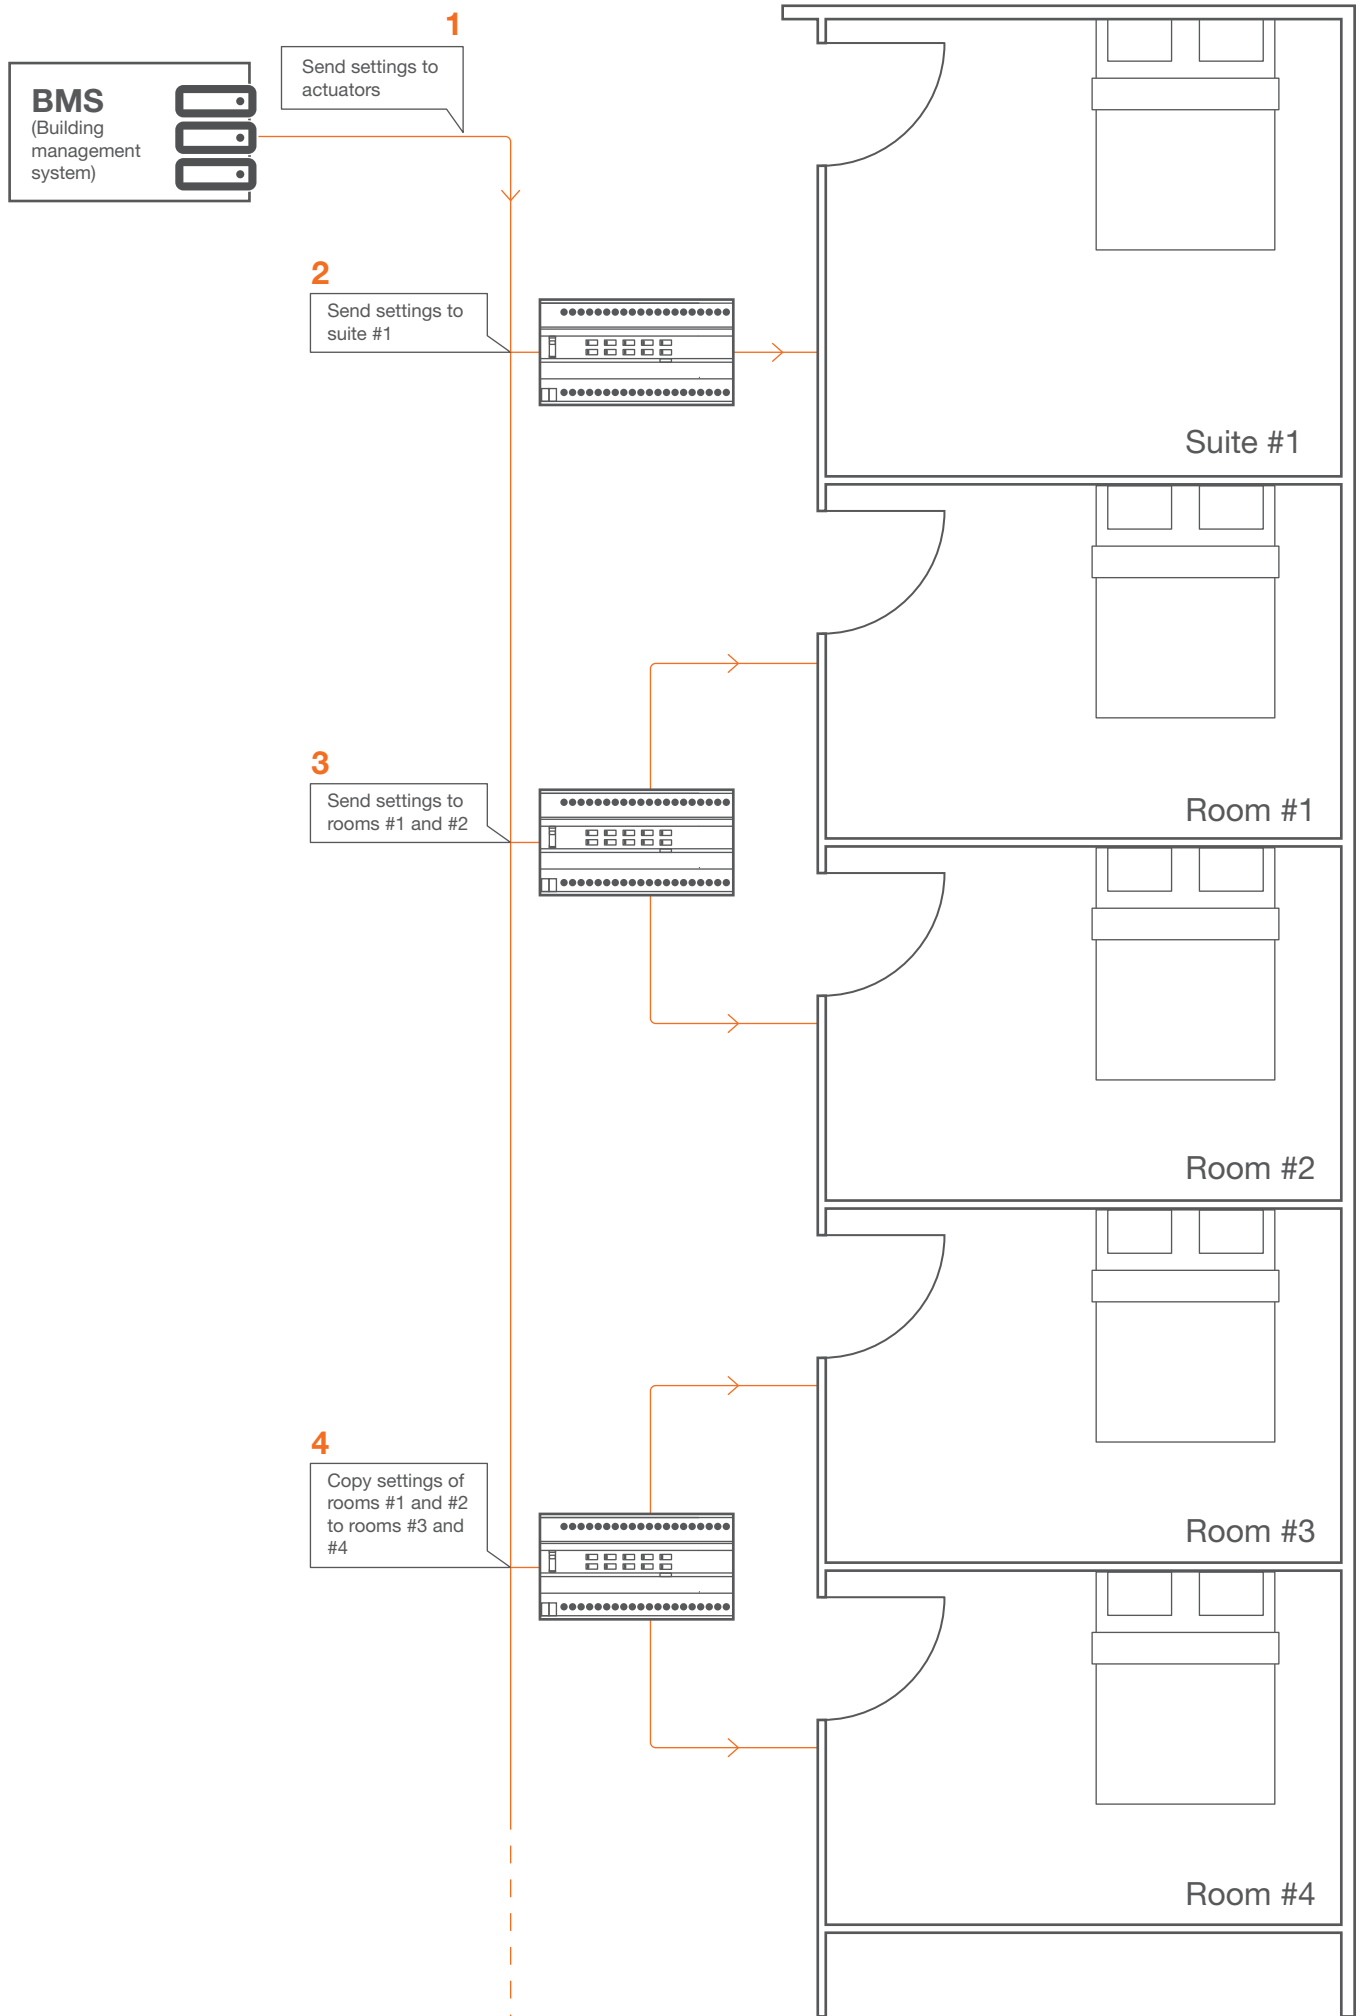 1
Send settings to
actuators
BMS
(Building
management
system)
2
Send settings to
suite #1
Suite #1
Room #1
3
Send settings to
rooms #1 and #2
Room #2
4
Copy settings of
rooms #1 and #2
to rooms #3 and
#4
Room #3
Room #4